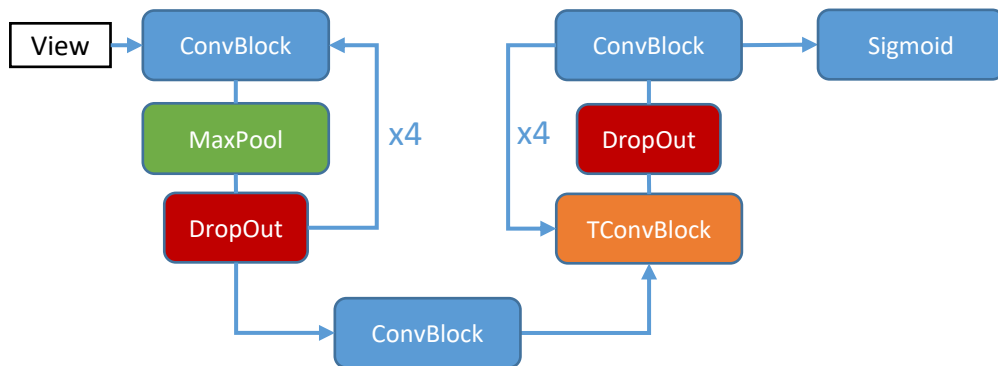 View
ConvBlock
MaxPool
DropOut
x4
ConvBlock
ConvBlock
Sigmoid
DropOut
x4
TConvBlock